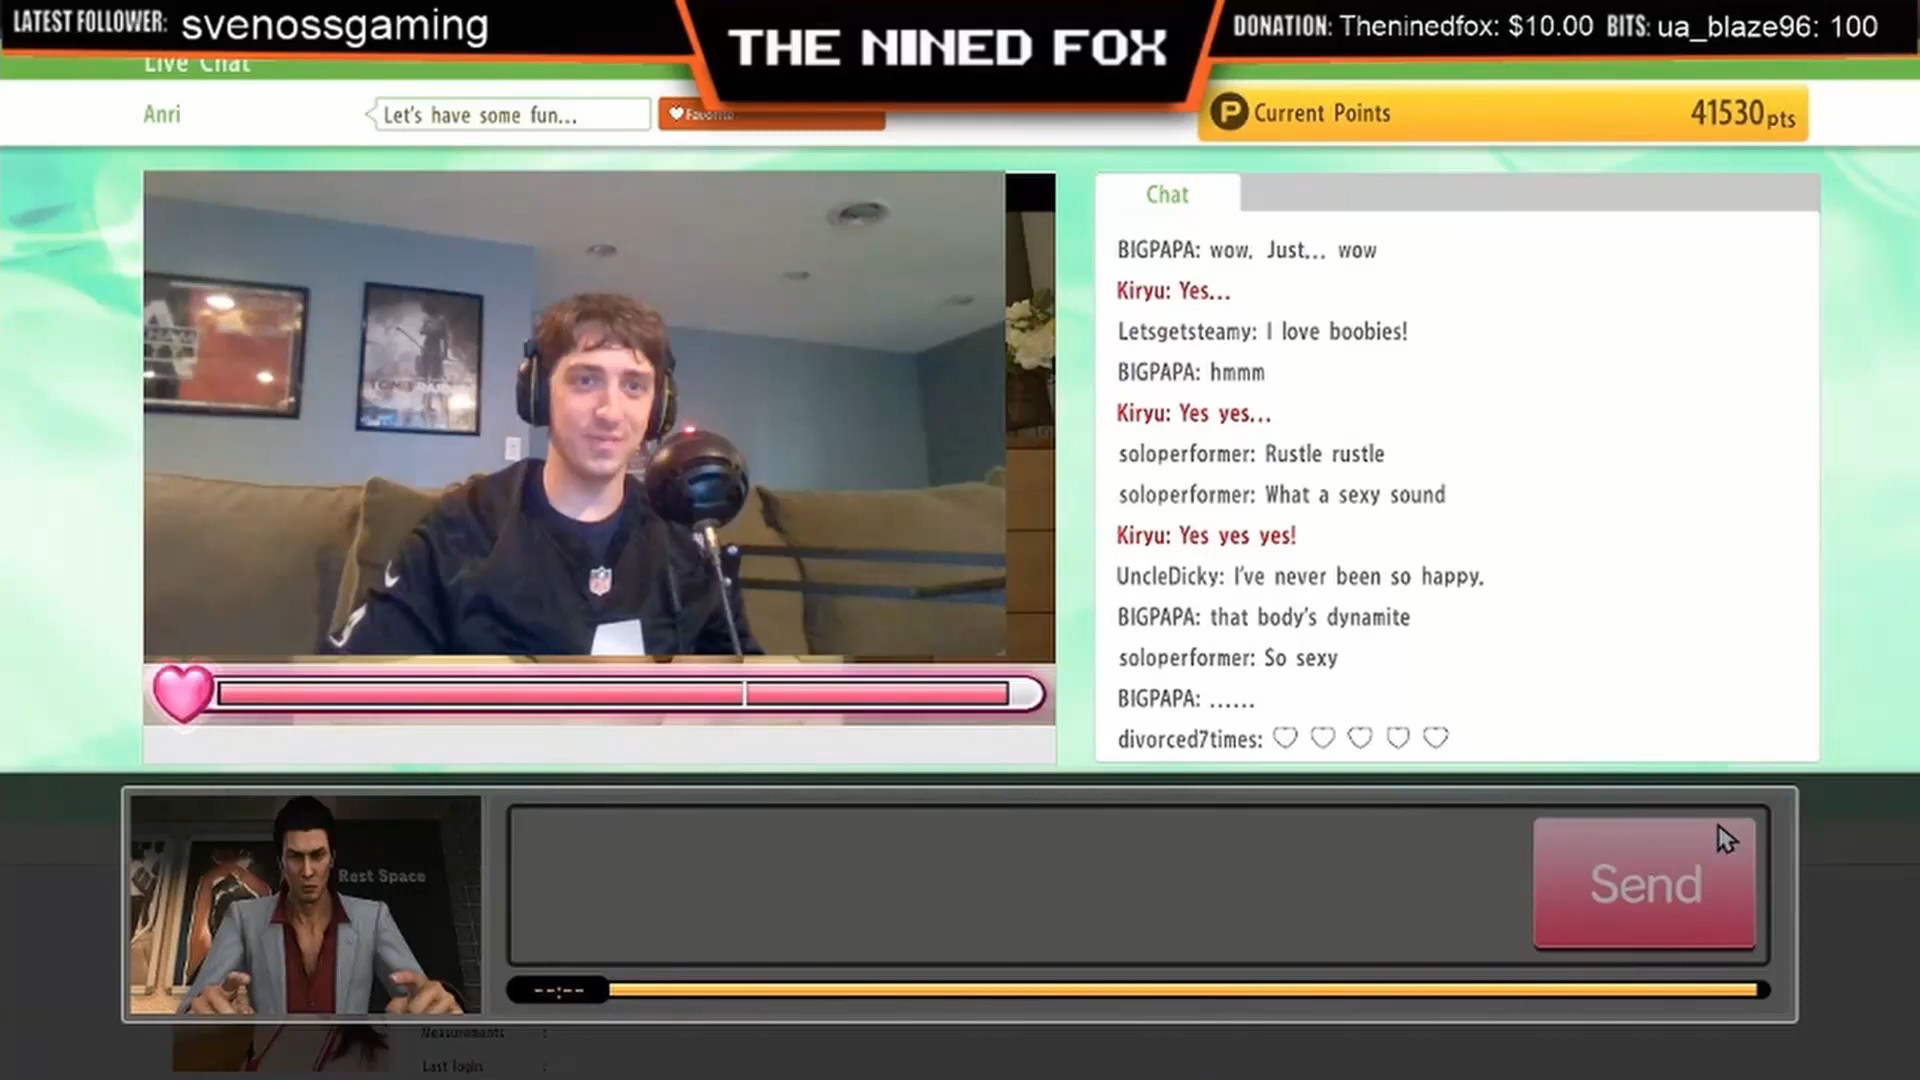 LATEST FOLLOWER: svenossgaming
THE NINED FOX
DONATION: Theninedfox: $10.00 BITS: ua_blaze96: 100
Live Chat
Anri
Let's have some fun...
Favorite
P Current Points
41530pts
Chat
BIGPAPA: wow. Just... wow
Kiryu: Yes...
Letsgetsteamy: I love boobies!
BIGPAPA: hmmm
Kiryu: Yes yes...
soloperformer: Rustle rustle
soloperformer: What a sexy sound
Kiryu: Yes yes yes!
UncleDicky: I've never been so happy.
BIGPAPA: that body's dynamite
soloperformer: So sexy
BIGPAPA: ......
divorced7times: ♡ ♡ ♡ ♡ ♡
Rest Space
Send
--:--
Measurements :
Last login :